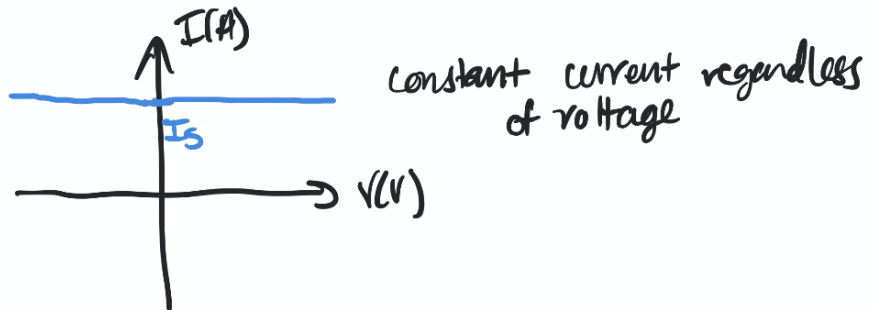 I(A)
constant current regardless
of voltage
Is
V(V)